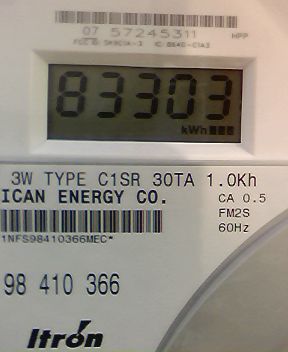 07 57245311 HPP
83303
kWh
3W TYPE C1SR 30TA 1.0Kh
ICAN ENERGY CO. CA 0.5
FM2S
60Hz
1NFS98410366MEC*
98 410 366
Itron